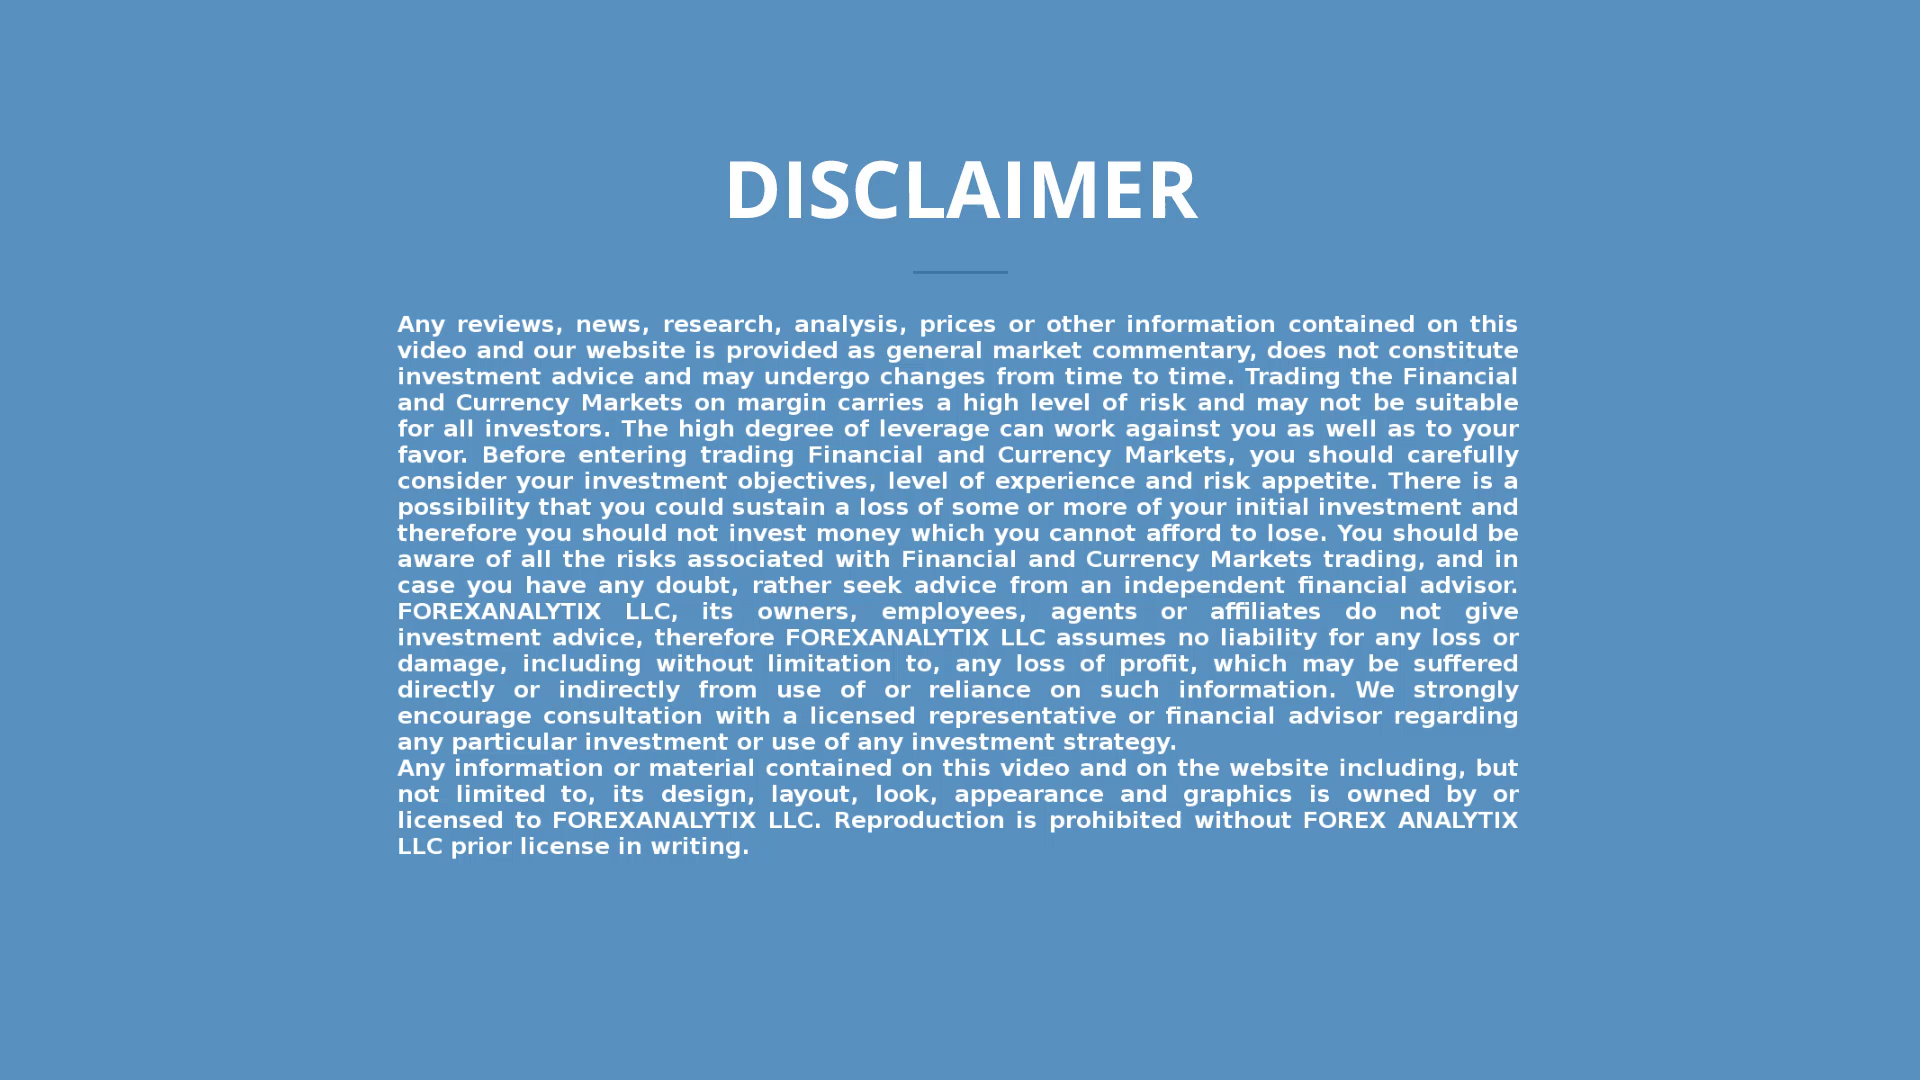 DISCLAIMER
Any reviews, news, research, analysis, prices or other information contained on this
video and our website is provided as general market commentary, does not constitute
investment advice and may undergo changes from time to time. Trading the Financial
and Currency Markets on margin carries a high level of risk and may not be suitable
for all investors. The high degree of leverage can work against you as well as to your
favor. Before entering trading Financial and Currency Markets, you should carefully
consider your investment objectives, level of experience and risk appetite. There is a
possibility that you could sustain a loss of some or more of your initial investment and
therefore you should not invest money which you cannot afford to lose. You should be
aware of all the risks associated with Financial and Currency Markets trading, and in
case you have any doubt, rather seek advice from an independent financial advisor.
FOREXANALYTIX LLC, its owners, employees, agents or affiliates do not give
investment advice, therefore FOREXANALYTIX LLC assumes no liability for any loss or
damage, including without limitation to, any loss of profit, which may be suffered
directly or indirectly from use of or reliance on such information. We strongly
encourage consultation with a licensed representative or financial advisor regarding
any particular investment or use of any investment strategy.
Any information or material contained on this video and on the website including, but
not limited to, its design, layout, look, appearance and graphics is owned by or
licensed to FOREXANALYTIX LLC. Reproduction is prohibited without FOREX ANALYTIX
LLC prior license in writing.